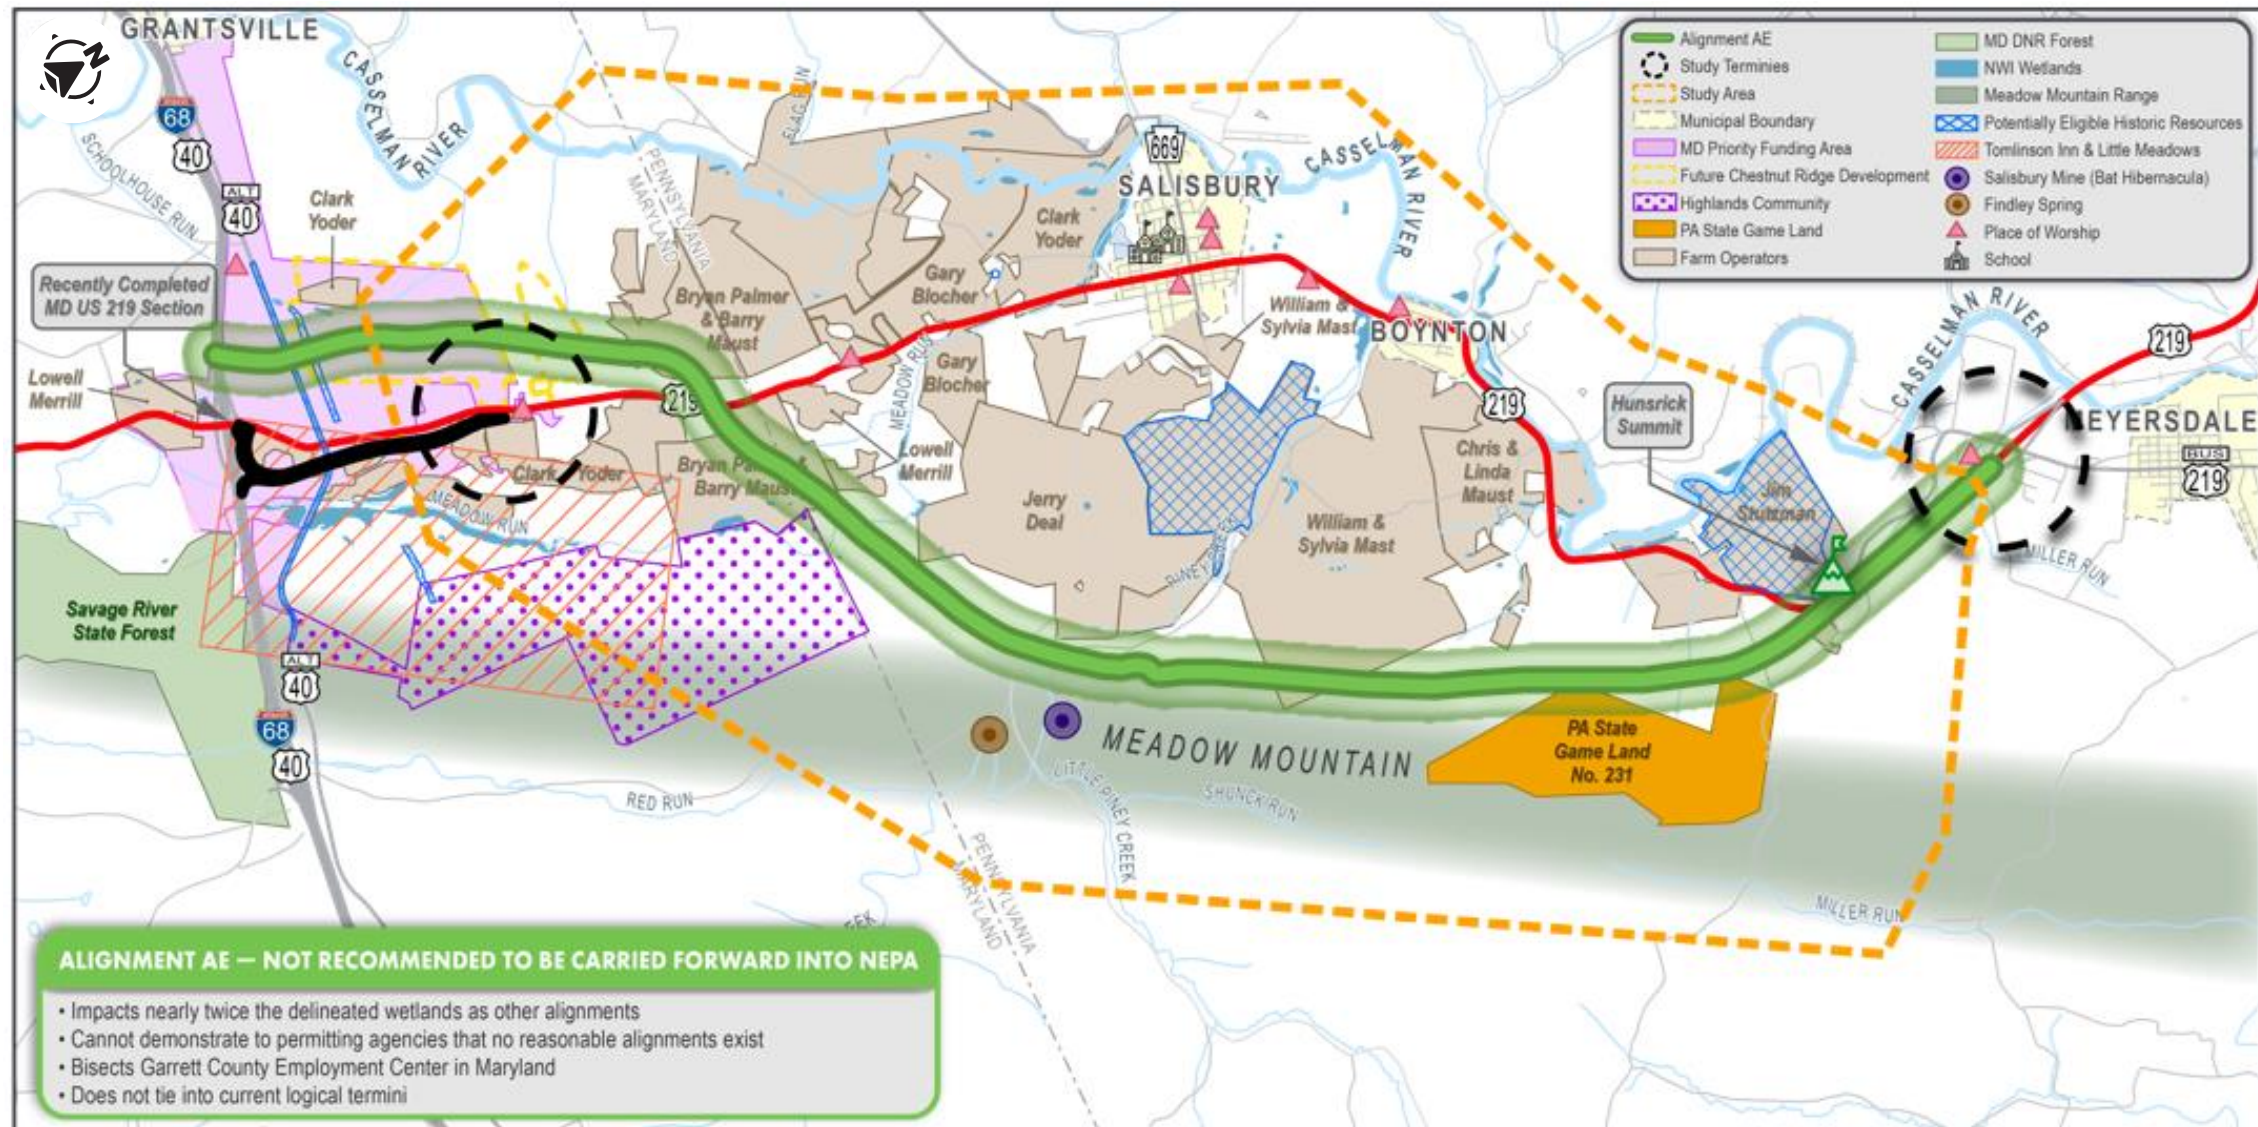 GRANTSVILLE
N
CASSELMAN
RIVER
68
40
SCHOOLHOUSE RUN
ALT
40
Clark
Yoder
Recently Completed
MD US 219 Section
Lowell
Merrill
PENNSYLVANIA
MARYLAND
FLAG RUN
Bryan Palmer
& Barry
Maust
Clark
Yoder
Gary
Blocher
669
SALISBURY
CASSELMAN RIVER
William &
Sylvia Mast
BOYNTON
MEADOW RUN
Gary
Blocher
219
Lowell
Merrill
Clark Yoder
Bryan Palmer &
Barry Maust
MEADOW RUN
Jerry
Deal
PINEY CREEK
William &
Sylvia Mast
219
Chris &
Linda
Maust
Hunsrick
Summit
Jim
Stutzman
CASSELMAN RIVER
219
MEYERSDALE
BUS
219
MILLER RUN
Savage River
State Forest
ALT
40
68
40
RED RUN
MEADOW MOUNTAIN
LITTLE PINEY CREEK
SHUNCK RUN
PA State
Game Land
No. 231
MILLER RUN
PENNSYLVANIA
MARYLAND
EEK
Alignment AE
Study Terminies
Study Area
Municipal Boundary
MD Priority Funding Area
Future Chestnut Ridge Development
Highlands Community
PA State Game Land
Farm Operators
MD DNR Forest
NWI Wetlands
Meadow Mountain Range
Potentially Eligible Historic Resources
Tomlinson Inn & Little Meadows
Salisbury Mine (Bat Hibernacula)
Findley Spring
Place of Worship
School
ALIGNMENT AE — NOT RECOMMENDED TO BE CARRIED FORWARD INTO NEPA
• Impacts nearly twice the delineated wetlands as other alignments
• Cannot demonstrate to permitting agencies that no reasonable alignments exist
• Bisects Garrett County Employment Center in Maryland
• Does not tie into current logical termini